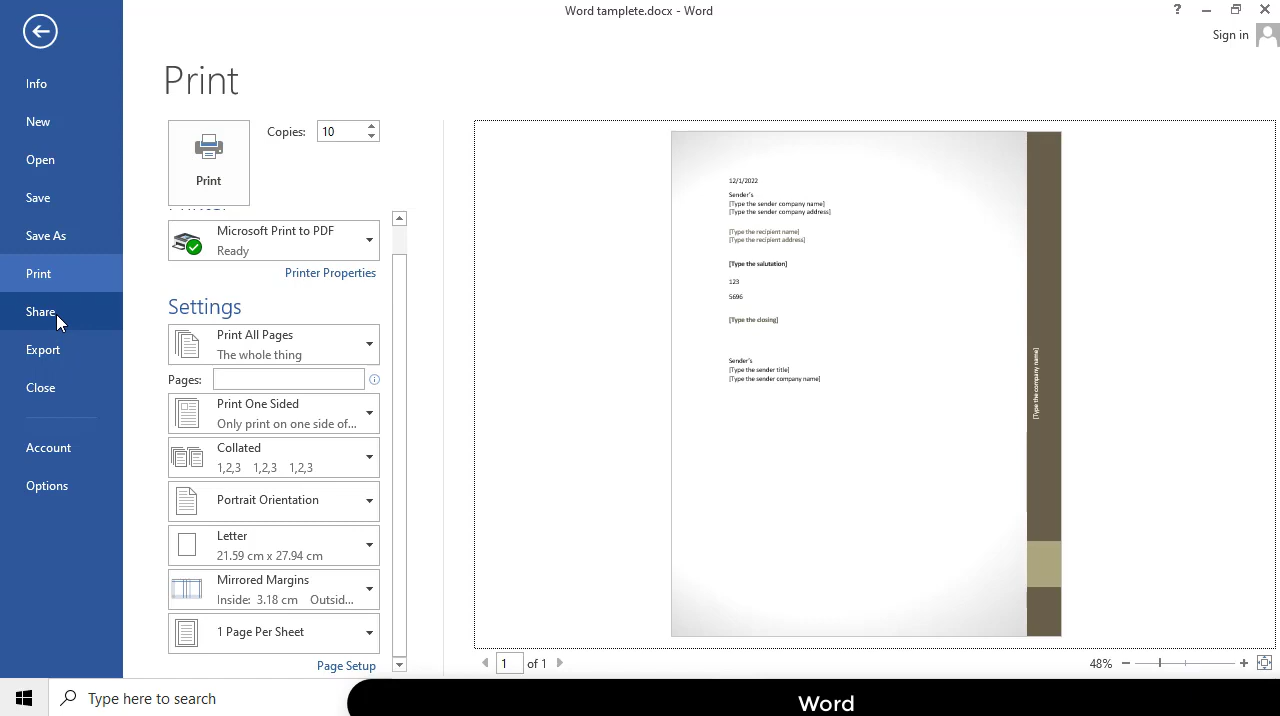 Word tamplete.docx - Word
?
Sign in
Info
New
Open
Save
Save As
Print
Share
Export
Close
Account
Options
Print
Print
Copies: 10
Microsoft Print to PDF
Ready
Printer Properties
Settings
Print All Pages
The whole thing
Pages:
Print One Sided
Only print on one side of...
Collated
1,2,3 1,2,3 1,2,3
Portrait Orientation
Letter
21.59 cm x 27.94 cm
Mirrored Margins
Inside: 3.18 cm Outsid...
1 Page Per Sheet
Page Setup
12/1/2022
Sender's
[Type the sender company name]
[Type the sender company address]
[Type the recipient name]
[Type the recipient address]
[Type the salutation]
123
5696
[Type the closing]
Sender's
[Type the sender title]
[Type the sender company name]
[Type the company name]
1 of 1
48%
Type here to search
Word